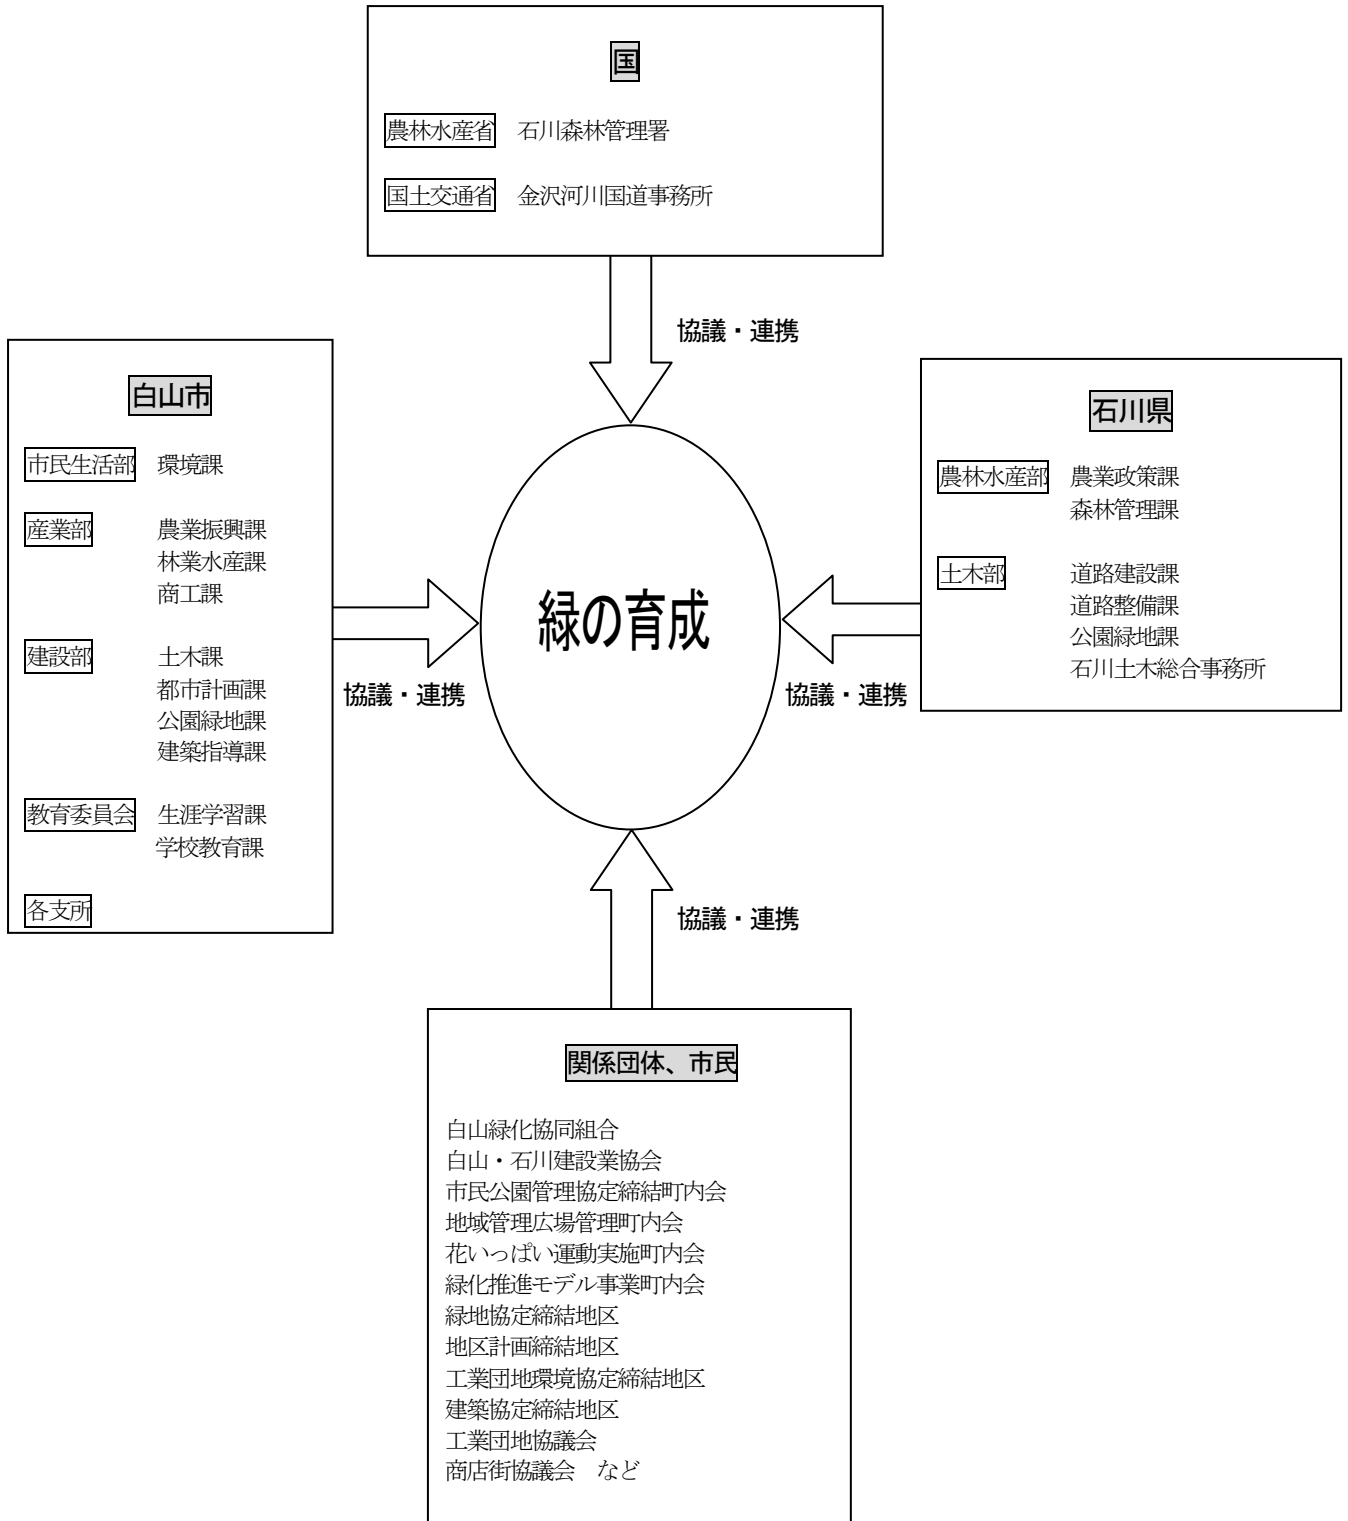 国
農林水産省　石川森林管理署
国土交通省　金沢河川国道事務所
協議・連携
白山市
市民生活部　環境課
産業部　農業振興課
林業水産課
商工課
建設部　土木課
都市計画課
公園緑地課
建築指導課
教育委員会　生涯学習課
学校教育課
各支所
協議・連携
緑の育成
石川県
農林水産部　農業政策課
森林管理課
土木部　道路建設課
道路整備課
公園緑地課
石川土木総合事務所
協議・連携
協議・連携
関係団体、市民
白山緑化協同組合
白山・石川建設業協会
市民公園管理協定締結町内会
地域管理広場管理町内会
花いっぱい運動実施町内会
緑化推進モデル事業町内会
緑地協定締結地区
地区計画締結地区
工業団地環境協定締結地区
建築協定締結地区
工業団地協議会
商店街協議会　など